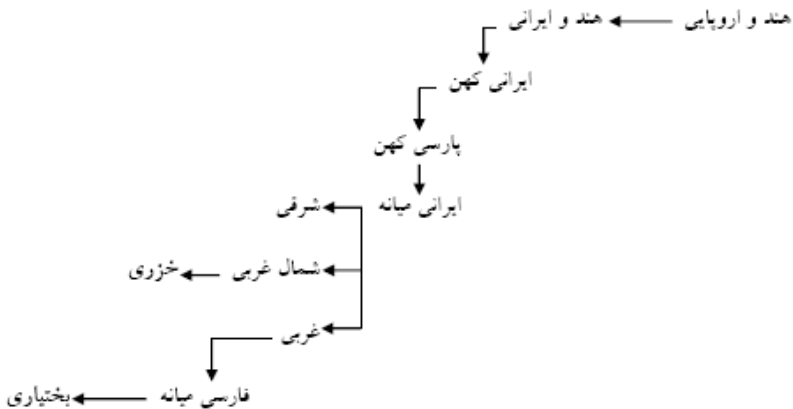 هند و اروپایی هند و ایرانی
ایرانی کهن
پارسی کهن
ایرانی میانه شرقی
شمال غربی خزری
غربی
فارسی میانه بختیاری